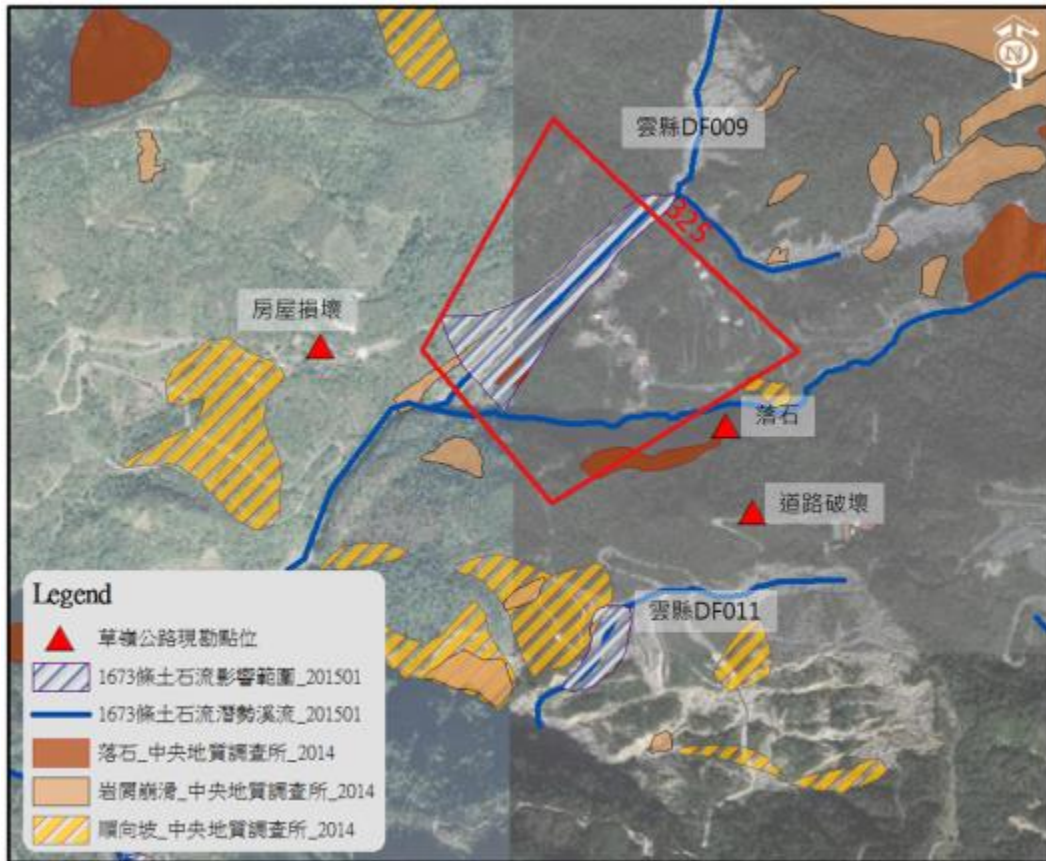 N
雲縣DF009
325
房屋損壞
落石
道路破壞
雲縣DF011
Legend
草嶺公路現勘點位
1673條土石流影響範圍_201501
1673條土石流潛勢溪流_201501
落石_中央地質調查所_2014
岩屑崩滑_中央地質調查所_2014
順向坡_中央地質調查所_2014